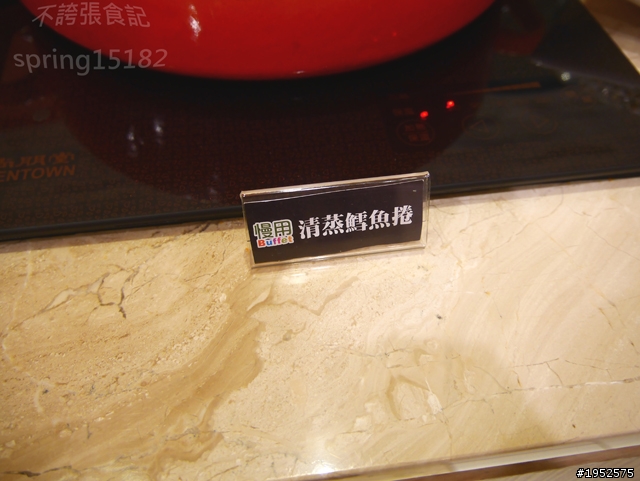 不誇張食記
spring15182
ENTOWN
慢用
Buffet
清蒸鱈魚捲
#1952575